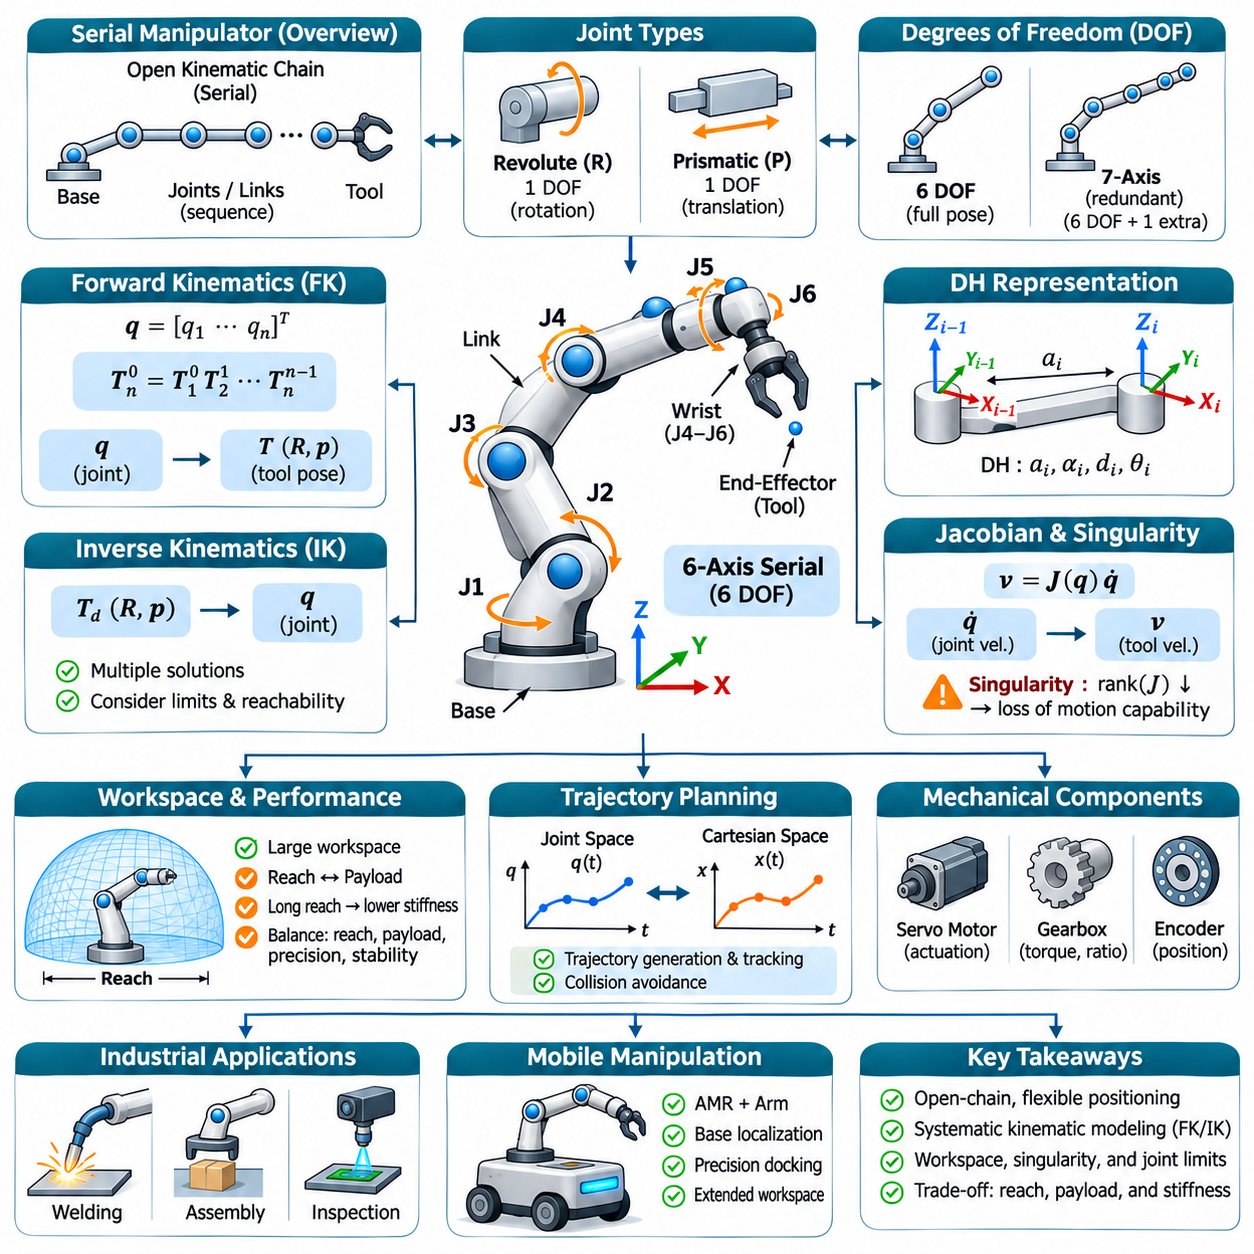 Serial Manipulator (Overview)
Open Kinematic Chain
(Serial)
Base
Joints / Links
(sequence)
Tool
Joint Types
Revolute (R)
1 DOF
(rotation)
Prismatic (P)
1 DOF
(translation)
Degrees of Freedom (DOF)
6 DOF
(full pose)
7-Axis
(redundant)
(6 DOF + 1 extra)
Forward Kinematics (FK)
q = [q₁ ⋯ qₙ]ᵀ
T_n^0 = T_1^0 T_2^1 ⋯ T_n^{n-1}
q
(joint)
→
T (R, p)
(tool pose)
Inverse Kinematics (IK)
T_d (R, p)
→
q
(joint)
Multiple solutions
Consider limits & reachability
J5
J6
J4
Link
J3
Wrist
(J4–J6)
End-Effector
(Tool)
J2
J1
6-Axis Serial
(6 DOF)
Z
Y
X
Base
DH Representation
Z_{i-1}
Y_{i-1}
X_{i-1}
a_i
Z_i
Y_i
X_i
DH : a_i, α_i, d_i, θ_i
Jacobian & Singularity
v = J(q) q̇
q̇
(joint vel.)
→
v
(tool vel.)
Singularity : rank(J) ↓
→ loss of motion capability
Workspace & Performance
Reach
Large workspace
Reach ↔ Payload
Long reach → lower stiffness
Balance: reach, payload,
precision, stability
Trajectory Planning
Joint Space
q(t)
q
t
Cartesian Space
x(t)
x
t
Trajectory generation & tracking
Collision avoidance
Mechanical Components
Servo Motor
(actuation)
Gearbox
(torque, ratio)
Encoder
(position)
Industrial Applications
Welding
Assembly
Inspection
Mobile Manipulation
AMR + Arm
Base localization
Precision docking
Extended workspace
Key Takeaways
Open-chain, flexible positioning
Systematic kinematic modeling (FK/IK)
Workspace, singularity, and joint limits
Trade-off: reach, payload, and stiffness